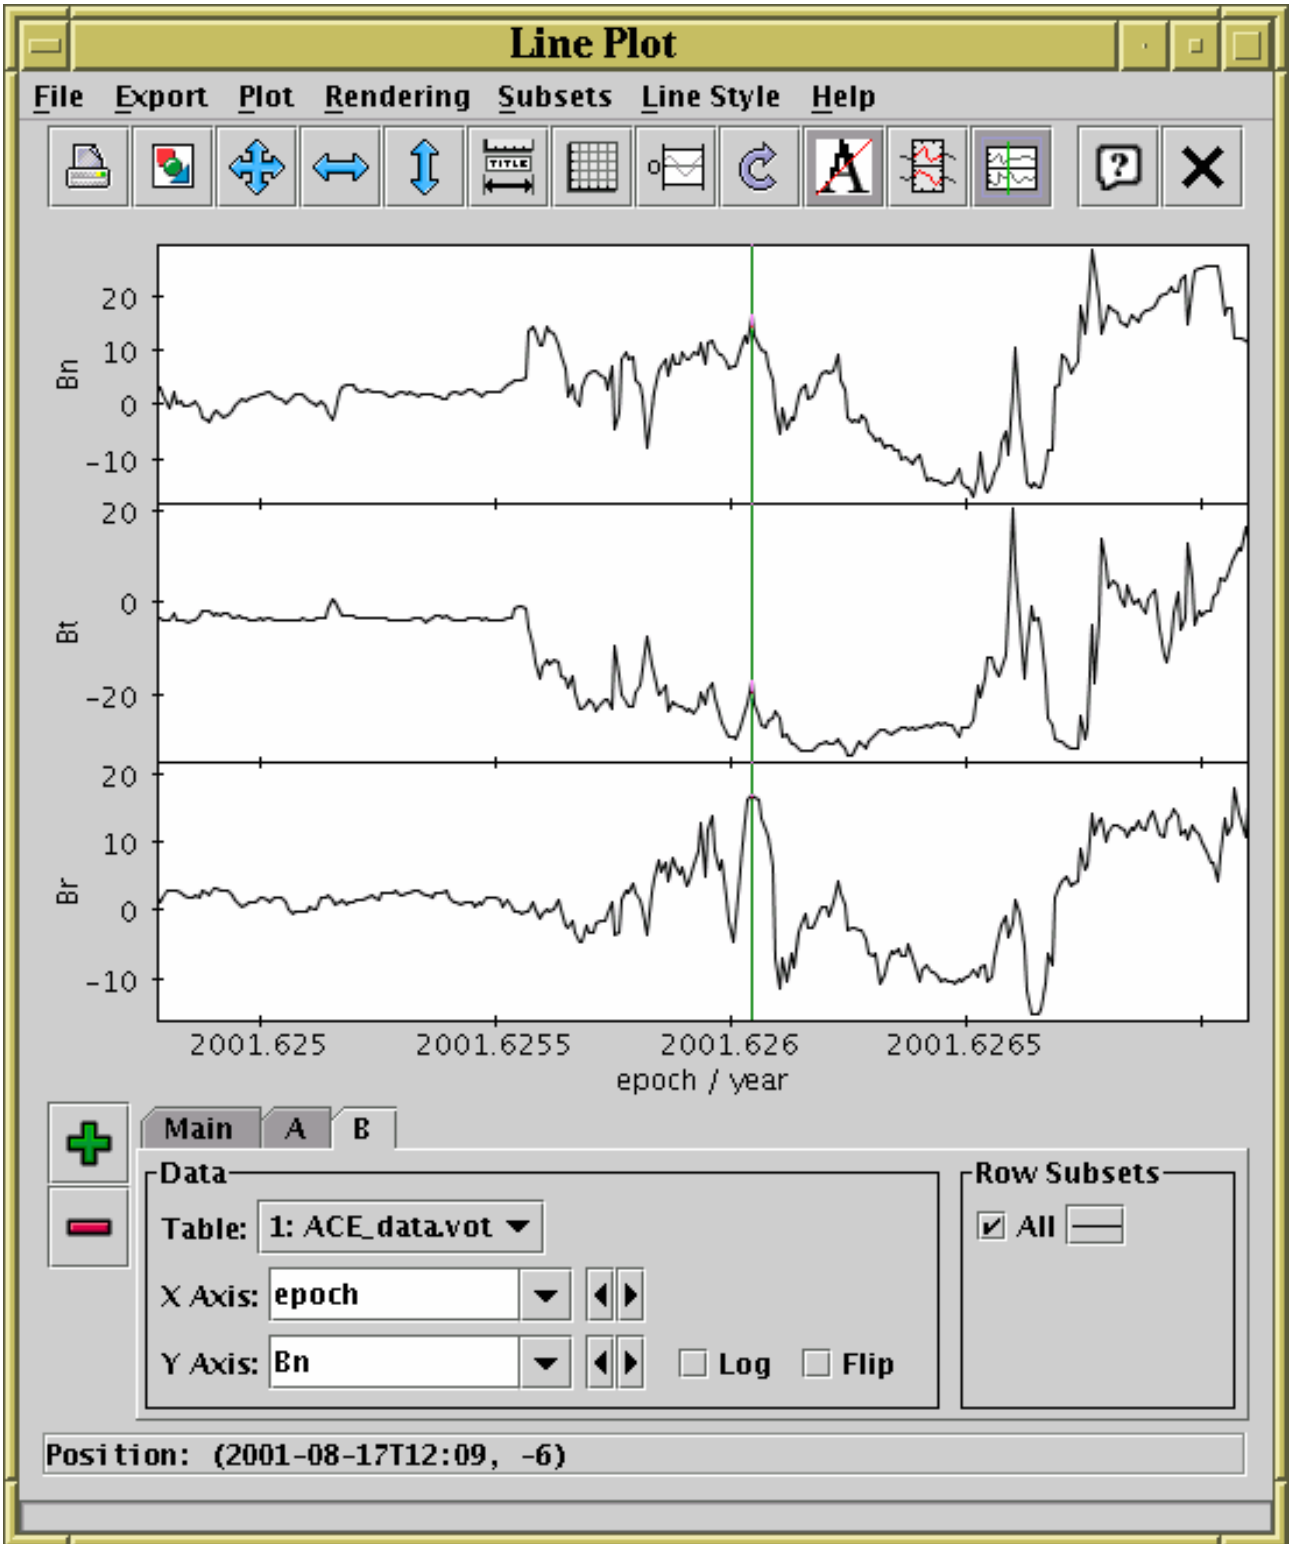 Line Plot
File Export Plot Rendering Subsets Line Style Help
TITLE
0
A
?
20
10
0
-10
Bn
20
0
-20
Bt
20
10
0
-10
Br
2001.625 2001.6255 2001.626 2001.6265
epoch / year
Main A B
Data
Table: 1: ACE_data.vot
X Axis: epoch
Y Axis: Bn
Log Flip
Row Subsets
All
Position: (2001-08-17T12:09, -6)